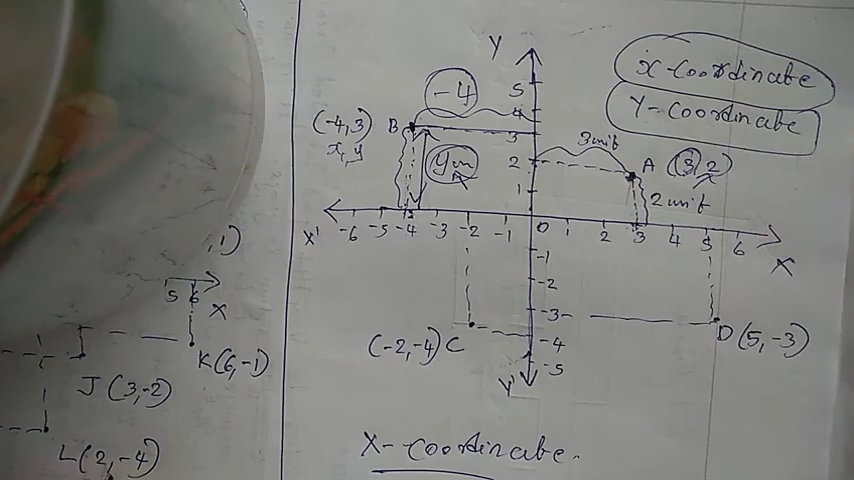 Y
X-coordinate
Y-coordinate
-4
5
4
3
2
1
(-4,3) B
x, y
3 unit
A (3, 2)
2 unit
X' -6 -5 -4 -3 -2 -1 0 1 2 3 4 5 6 X
-1
-2
-3
-4
-5
Y'
(-2,-4) C
D (5,-3)
X-coordinate.
,1)
5 6 X
K(6,-1)
J(3,-2)
L(2,-4)